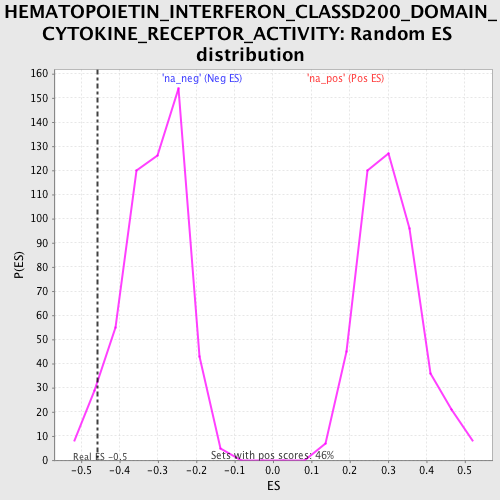 HEMATOPOIETIN_INTERFERON_CLASSD200_DOMAIN_
CYTOKINE_RECEPTOR_ACTIVITY: Random ES
distribution
'na_neg' (Neg ES) 'na_pos' (Pos ES)
160
150
140
130
120
110
100
90
80
70
60
50
40
30
20
10
0
P(ES)
Real ES -0,5 Sets with pos scores: 46%
-0.5 -0.4 -0.3 -0.2 -0.1 0.0 0.1 0.2 0.3 0.4 0.5
ES